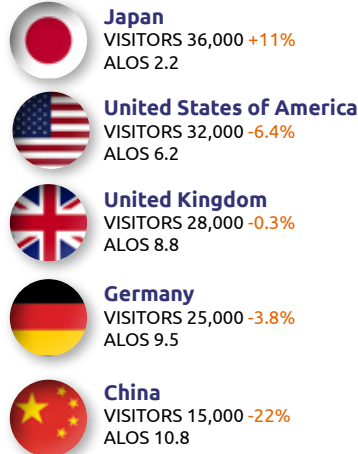 Japan
VISITORS 36,000 +11%
ALOS 2.2
United States of America
VISITORS 32,000 -6.4%
ALOS 6.2
United Kingdom
VISITORS 28,000 -0.3%
ALOS 8.8
Germany
VISITORS 25,000 -3.8%
ALOS 9.5
China
VISITORS 15,000 -22%
ALOS 10.8